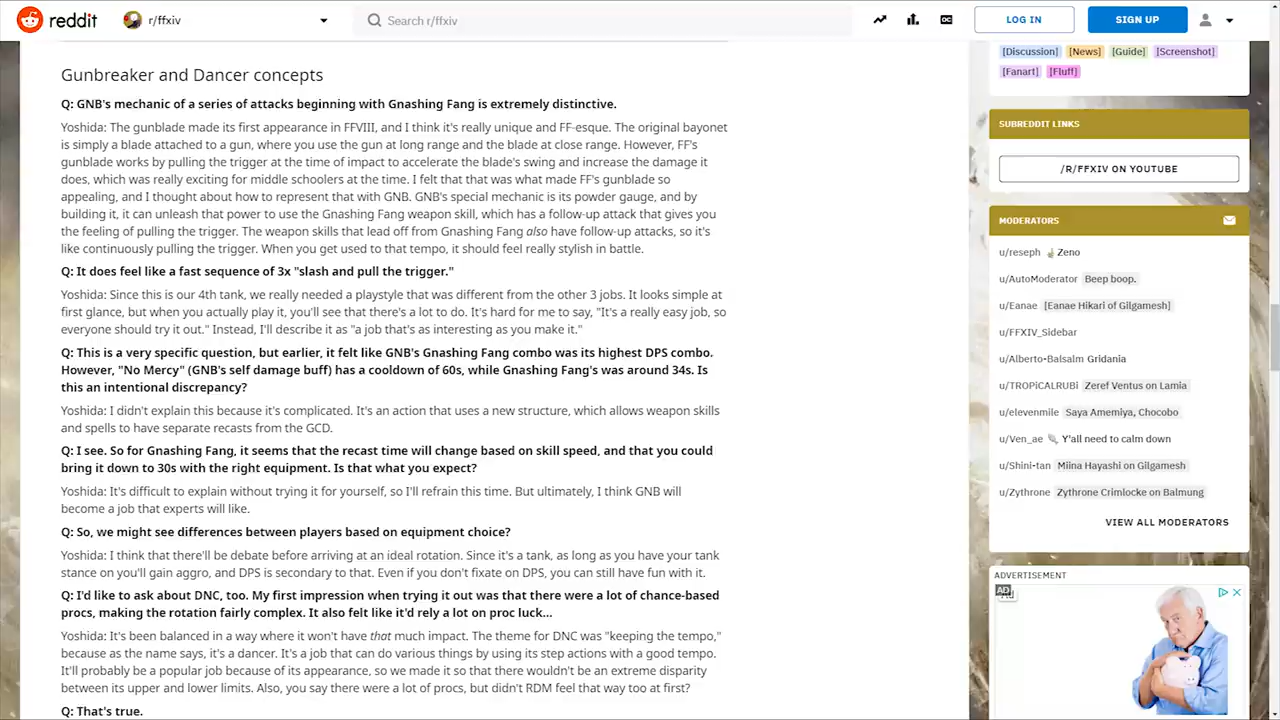 reddit
r/ffxiv
Search r/ffxiv
LOG IN
SIGN UP
Gunbreaker and Dancer concepts
Q: GNB's mechanic of a series of attacks beginning with Gnashing Fang is extremely distinctive.
Yoshida: The gunblade made its first appearance in FFVIII, and I think it's really unique and FF-esque. The original bayonet
is simply a blade attached to a gun, where you use the gun at long range and the blade at close range. However, FF's
gunblade works by pulling the trigger at the time of impact to accelerate the blade's swing and increase the damage it
does, which was really exciting for middle schoolers at the time. I felt that that was what made FF's gunblade so
appealing, and I thought about how to represent that with GNB. GNB's special mechanic is its powder gauge, and by
building it, it can unleash that power to use the Gnashing Fang weapon skill, which has a follow-up attack that gives you
the feeling of pulling the trigger. The weapon skills that lead off from Gnashing Fang also have follow-up attacks, so it's
like continuously pulling the trigger. When you get used to that tempo, it should feel really stylish in battle.
Q: It does feel like a fast sequence of 3x "slash and pull the trigger."
Yoshida: Since this is our 4th tank, we really needed a playstyle that was different from the other 3 jobs. It looks simple at
first glance, but when you actually play it, you'll see that there's a lot to do. It's hard for me to say, "It's a really easy job, so
everyone should try it out." Instead, I'll describe it as "a job that's as interesting as you make it."
Q: This is a very specific question, but earlier, it felt like GNB's Gnashing Fang combo was its highest DPS combo.
However, "No Mercy" (GNB's self damage buff) has a cooldown of 60s, while Gnashing Fang's was around 34s. Is
this an intentional discrepancy?
Yoshida: I didn't explain this because it's complicated. It's an action that uses a new structure, which allows weapon skills
and spells to have separate recasts from the GCD.
Q: I see. So for Gnashing Fang, it seems that the recast time will change based on skill speed, and that you could
bring it down to 30s with the right equipment. Is that what you expect?
Yoshida: It's difficult to explain without trying it for yourself, so I'll refrain this time. But ultimately, I think GNB will
become a job that experts will like.
Q: So, we might see differences between players based on equipment choice?
Yoshida: I think that there'll be debate before arriving at an ideal rotation. Since it's a tank, as long as you have your tank
stance on you'll gain aggro, and DPS is secondary to that. Even if you don't fixate on DPS, you can still have fun with it.
Q: I'd like to ask about DNC, too. My first impression when trying it out was that there were a lot of chance-based
procs, making the rotation fairly complex. It also felt like it'd rely a lot on proc luck...
Yoshida: It's been balanced in a way where it won't have that much impact. The theme for DNC was "keeping the tempo,"
because as the name says, it's a dancer. It's a job that can do various things by using its step actions with a good tempo.
It'll probably be a popular job because of its appearance, so we made it so that there wouldn't be an extreme disparity
between its upper and lower limits. Also, you say there were a lot of procs, but didn't RDM feel that way too at first?
Q: That's true.
[Discussion] [News] [Guide] [Screenshot]
[Fanart] [Fluff]
SUBREDDIT LINKS
/R/FFXIV ON YOUTUBE
MODERATORS
u/reseph Zeno
u/AutoModerator Beep boop.
u/Eanae [Eanae Hikari of Gilgamesh]
u/FFXIV_Sidebar
u/Alberto-Balsalm Gridania
u/TROPiCALRUBi Zeref Ventus on Lamia
u/elevenmile Saya Amemiya, Chocobo
u/Ven_ae Y'all need to calm down
u/Shini-tan Miina Hayashi on Gilgamesh
u/Zythrone Zythrone Crimlocke on Balmung
VIEW ALL MODERATORS
ADVERTISEMENT
AD